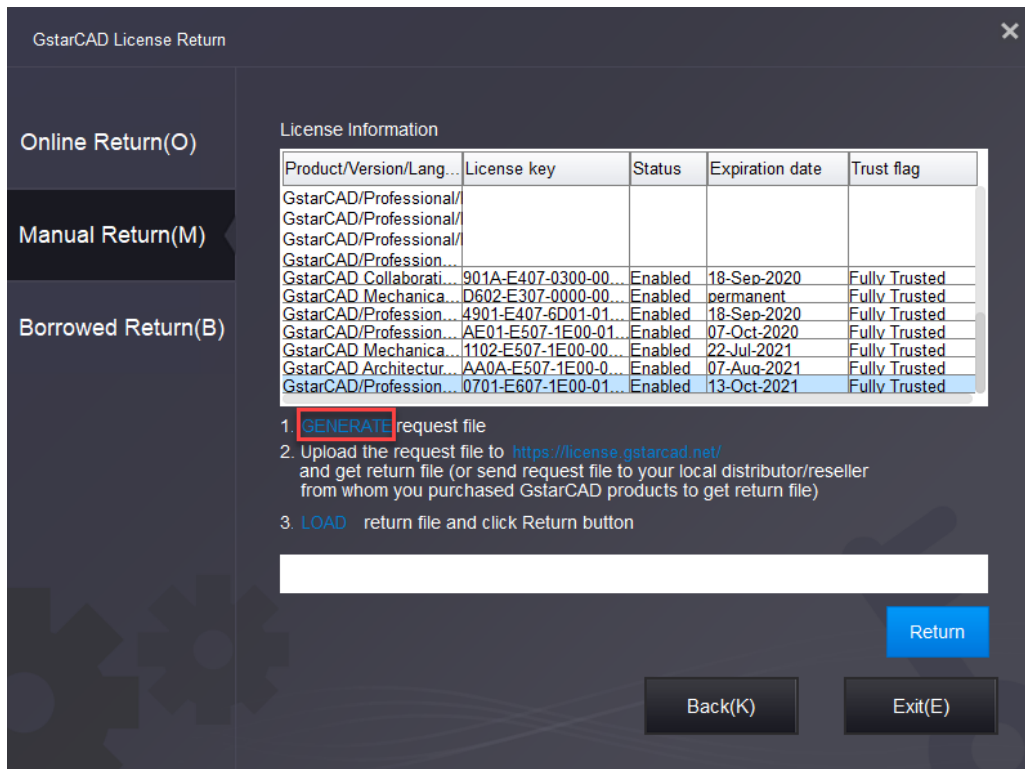 GstarCAD License Return
Online Return(O)
Manual Return(M)
Borrowed Return(B)
License Information
Product/Version/Lang... License key Status Expiration date Trust flag
GstarCAD/Professional/
GstarCAD/Professional/
GstarCAD/Professional/
GstarCAD/Profession...
GstarCAD Collaborati... 901A-E407-0300-00... Enabled 18-Sep-2020 Fully Trusted
GstarCAD Mechanica... D602-E307-0000-00... Enabled permanent Fully Trusted
GstarCAD/Profession... 4901-E407-6D01-01... Enabled 18-Sep-2020 Fully Trusted
GstarCAD/Profession... AE01-E507-1E00-01... Enabled 07-Oct-2020 Fully Trusted
GstarCAD Mechanica... 1102-E507-1E00-00... Enabled 22-Jul-2021 Fully Trusted
GstarCAD Architectur... AA0A-E507-1E00-0... Enabled 07-Aug-2021 Fully Trusted
GstarCAD/Profession... 0701-E607-1E00-01... Enabled 13-Oct-2021 Fully Trusted
1. GENERATE request file
2. Upload the request file to https://license.gstarcad.net/
and get return file (or send request file to your local distributor/reseller
from whom you purchased GstarCAD products to get return file)
3. LOAD return file and click Return button
Return
Back(K)
Exit(E)